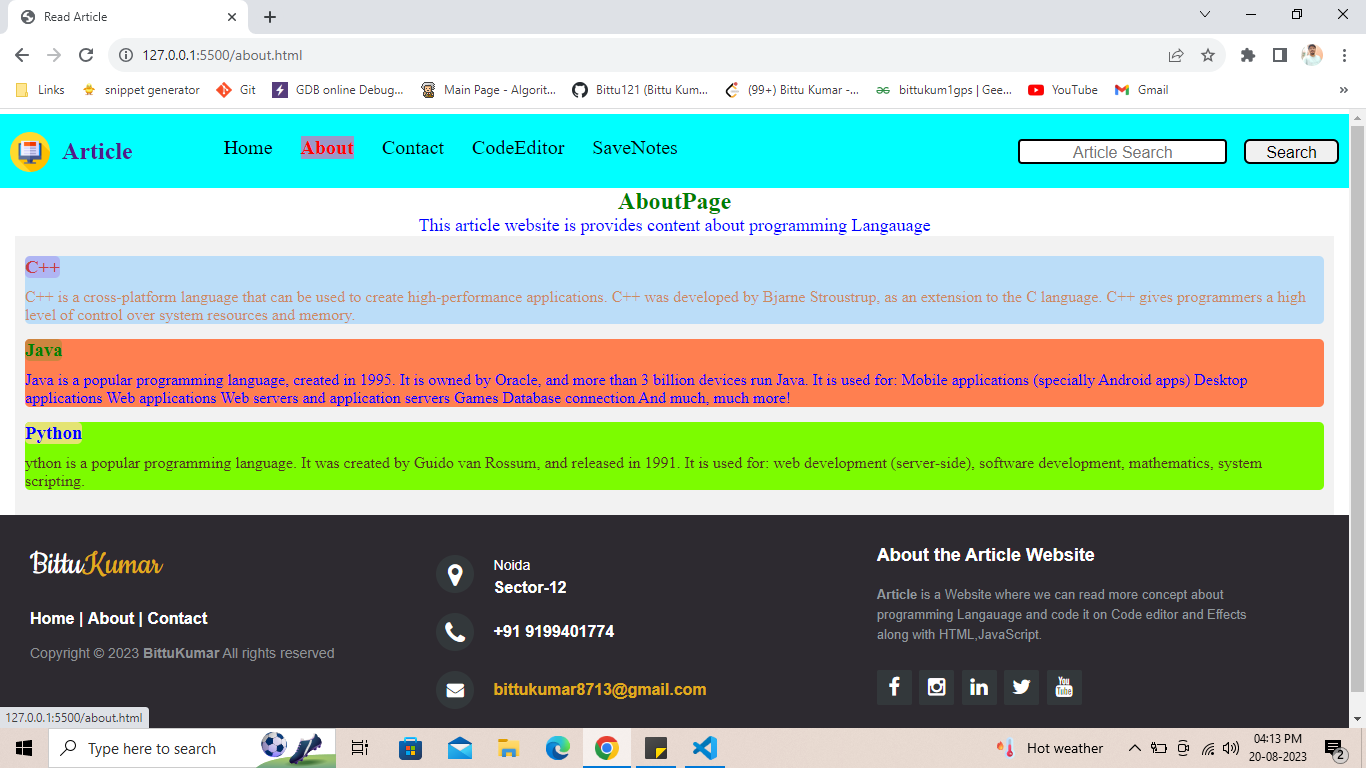 Read Article
127.0.0.1:5500/about.html
Links snippet generator Git GDB online Debug... Main Page - Algorit... Bittu121 (Bittu Kum... (99+) Bittu Kumar -... bittukum1gps | Gee... YouTube Gmail »
Article Home About Contact CodeEditor SaveNotes Article Search Search
AboutPage
This article website is provides content about programming Langauage
C++
C++ is a cross-platform language that can be used to create high-performance applications. C++ was developed by Bjarne Stroustrup, as an extension to the C language. C++ gives programmers a high
level of control over system resources and memory.
Java
Java is a popular programming language, created in 1995. It is owned by Oracle, and more than 3 billion devices run Java. It is used for: Mobile applications (specially Android apps) Desktop
applications Web applications Web servers and application servers Games Database connection And much, much more!
Python
ython is a popular programming language. It was created by Guido van Rossum, and released in 1991. It is used for: web development (server-side), software development, mathematics, system
scripting.
BittuKumar
Home | About | Contact
Copyright © 2023 BittuKumar All rights reserved
Noida
Sector-12
+91 9199401774
bittukumar8713@gmail.com
About the Article Website
Article is a Website where we can read more concept about
programming Langauage and code it on Code editor and Effects
along with HTML,JavaScript.
You
Tube
127.0.0.1:5500/about.html
Type here to search
Hot weather
04:13 PM
20-08-2023
2